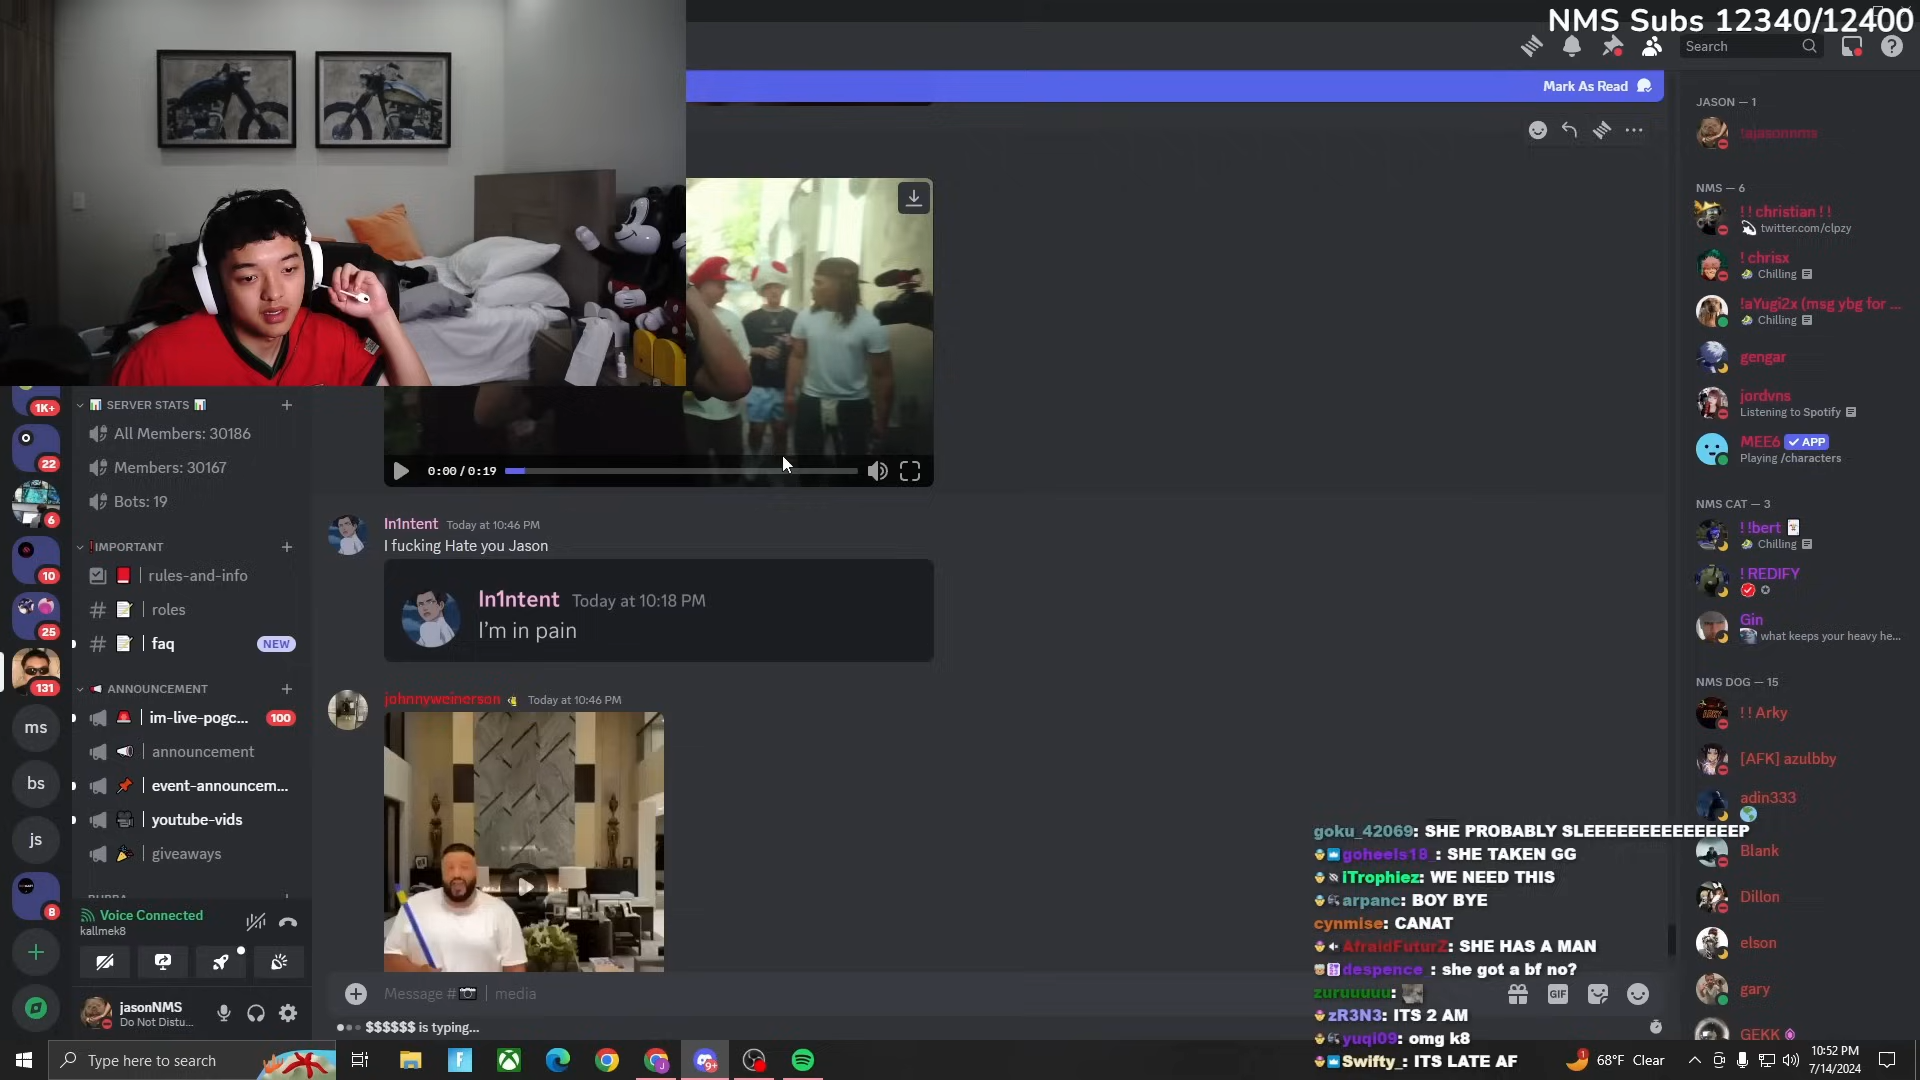 NMS Subs 12340/12400
Search
Mark As Read
0:00 / 0:19
In1ntent Today at 10:46 PM
I fucking Hate you Jason
In1ntent Today at 10:18 PM
I'm in pain
johnnyweinerson Today at 10:46 PM
Message # | media
$$$$$$ is typing...
1K+
22
6
10
25
131
ms
bs
js
8
SERVER STATS
All Members: 30186
Members: 30167
Bots: 19
IMPORTANT
rules-and-info
roles
faq NEW
ANNOUNCEMENT
im-live-pogc... 100
announcement
event-announcem...
youtube-vids
giveaways
Voice Connected
kallmek8
jasonNMS
Do Not Distu...
JASON — 1
!ajasonnms
NMS — 6
! ! christian ! !
twitter.com/clpzy
! chrisx
Chilling
!aYugi2x (msg ybg for ...
Chilling
gengar
jordvns
Listening to Spotify
MEE6 APP
Playing /characters
NMS CAT — 3
! !bert
Chilling
! REDIFY
Gin
what keeps your heavy he...
NMS DOG — 15
! ! Arky
[AFK] azulbby
adin333
Blank
Dillon
elson
gary
GEKK
goku_42069: SHE PROBABLY SLEEEEEEEEEEEEEEP
goheels18_: SHE TAKEN GG
iTrophiez: WE NEED THIS
arpanc: BOY BYE
cynmise: CANAT
AfraidFuturZ: SHE HAS A MAN
despence_: she got a bf no?
zuruuuuu:
zR3N3: ITS 2 AM
yuqi09: omg k8
Swifty_: ITS LATE AF
GIF
Type here to search
9+
68°F Clear
10:52 PM
7/14/2024